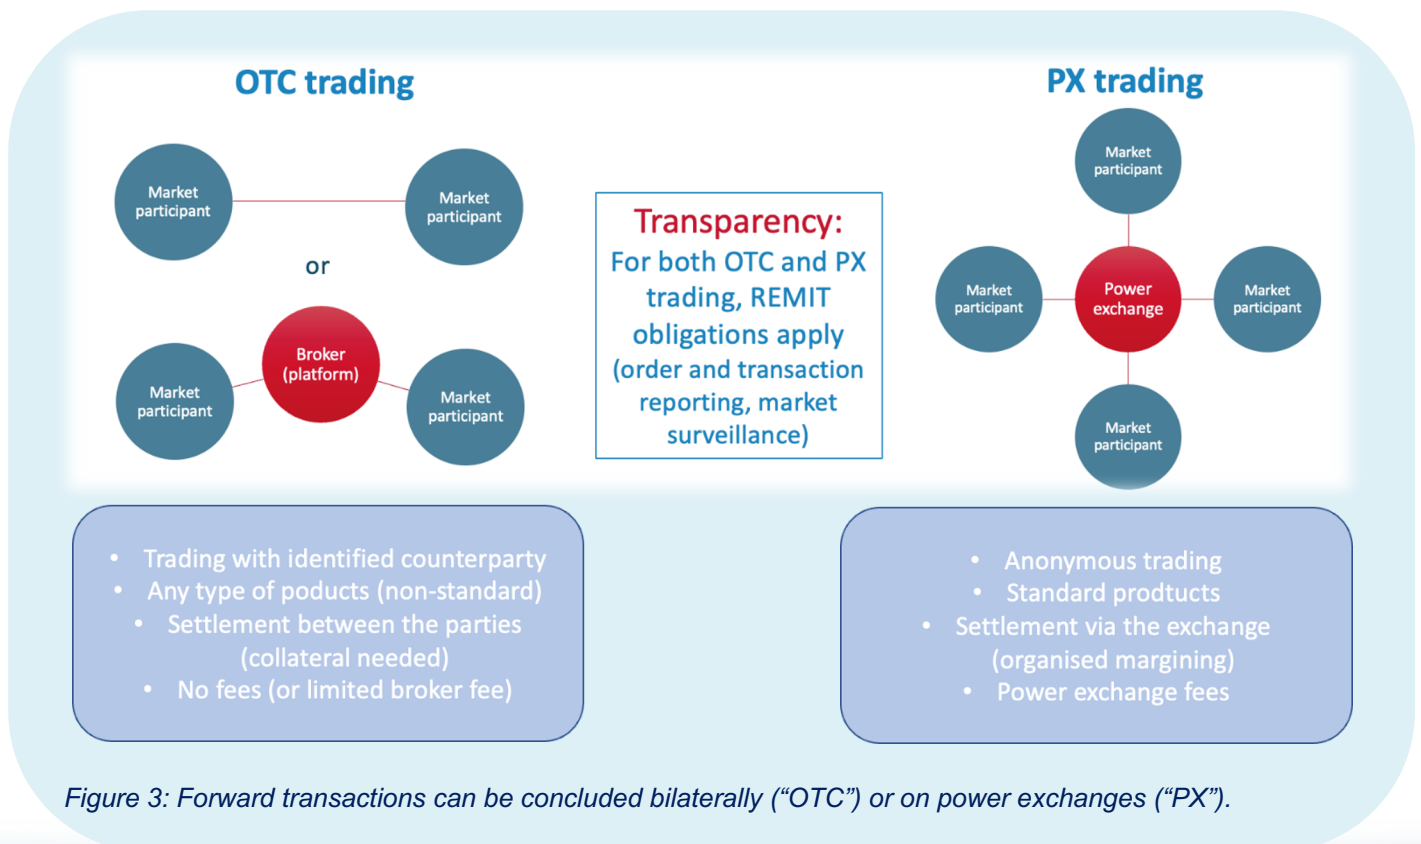 OTC trading
Market
participant
Market
participant
or
Broker
(platform)
Market
participant
Market
participant
Transparency:
For both OTC and PX
trading, REMIT
obligations apply
(order and transaction
reporting, market
surveillance)
PX trading
Market
participant
Market
participant
Power
exchange
Market
participant
Market
participant
• Trading with identified counterparty
• Any type of poducts (non-standard)
• Settlement between the parties
(collateral needed)
• No fees (or limited broker fee)
• Anonymous trading
• Standard prodtucts
• Settlement via the exchange
(organised margining)
• Power exchange fees
Figure 3: Forward transactions can be concluded bilaterally (“OTC”) or on power exchanges (“PX”).